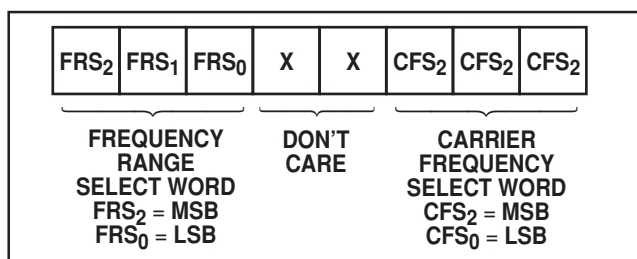 FRS2 FRS1 FRS0 X X CFS2 CFS2 CFS2
FREQUENCY
RANGE
SELECT WORD
FRS2 = MSB
FRS0 = LSB
DON'T
CARE
CARRIER
FREQUENCY
SELECT WORD
CFS2 = MSB
CFS0 = LSB